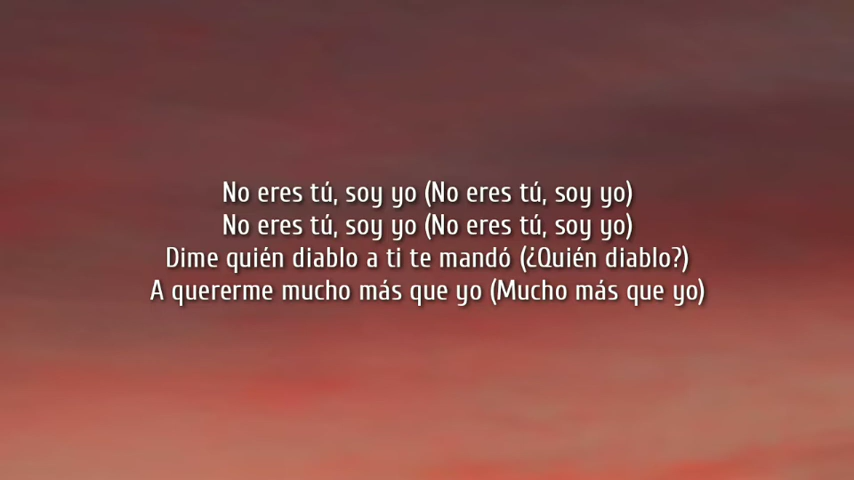 No eres tú, soy yo (No eres tú, soy yo)
No eres tú, soy yo (No eres tú, soy yo)
Dime quién diablo a ti te mandó (¿Quién diablo?)
A quererme mucho más que yo (Mucho más que yo)